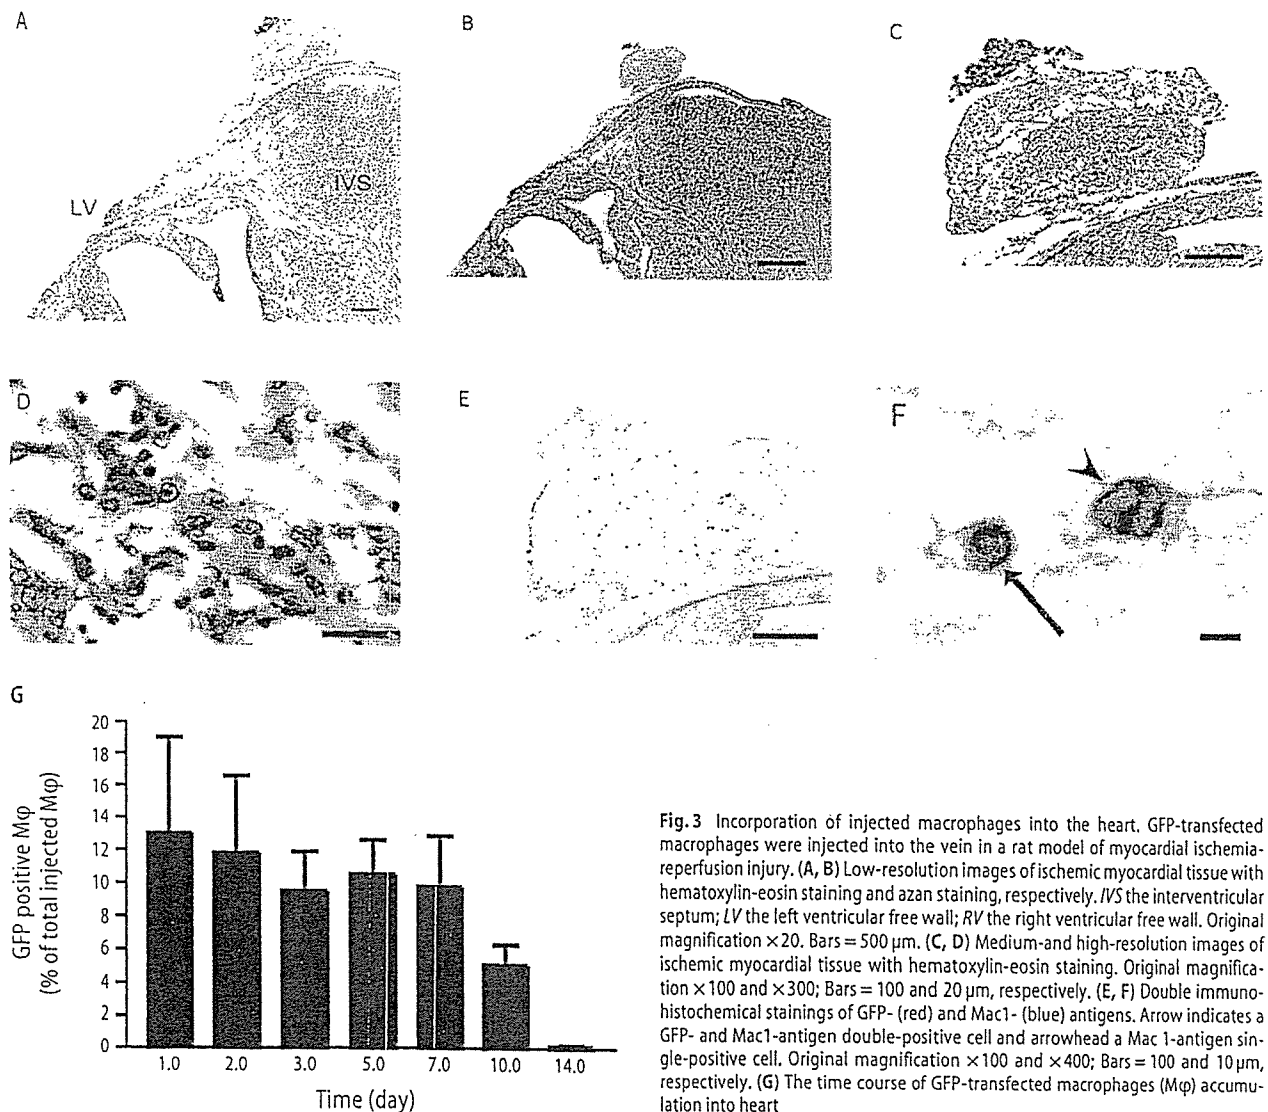 A
B
C
LV
IVS
D
E
F
G
20
18
16
14
12
10
8
6
4
2
0
GFP positive Mφ
(% of total injected Mφ)
1.0 2.0 3.0 5.0 7.0 10.0 14.0
Time (day)
Fig. 3 Incorporation of injected macrophages into the heart. GFP-transfected
macrophages were injected into the vein in a rat model of myocardial ischemia-
reperfusion injury. (A, B) Low-resolution images of ischemic myocardial tissue with
hematoxylin-eosin staining and azan staining, respectively. IVS the interventricular
septum; LV the left ventricular free wall; RV the right ventricular free wall. Original
magnification ×20. Bars = 500 μm. (C, D) Medium-and high-resolution images of
ischemic myocardial tissue with hematoxylin-eosin staining. Original magnifica-
tion ×100 and ×300; Bars = 100 and 20 μm, respectively. (E, F) Double immuno-
histochemical stainings of GFP- (red) and Mac1- (blue) antigens. Arrow indicates a
GFP- and Mac1-antigen double-positive cell and arrowhead a Mac 1-antigen sin-
gle-positive cell. Original magnification ×100 and ×400; Bars = 100 and 10 μm,
respectively. (G) The time course of GFP-transfected macrophages (Mφ) accumu-
lation into heart